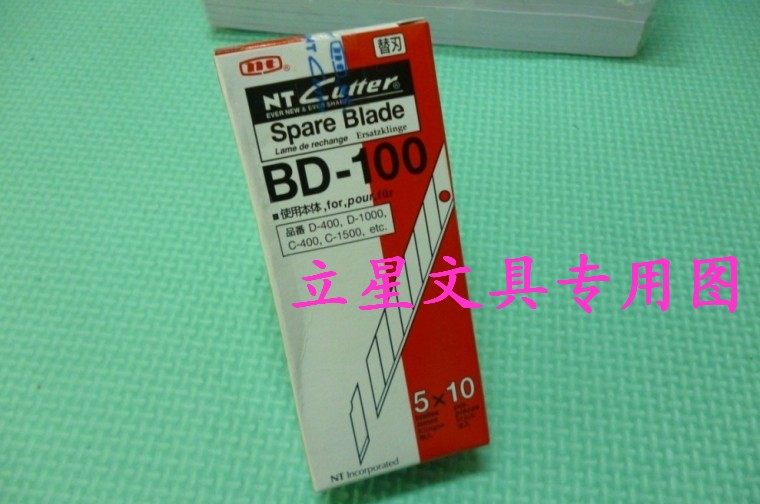 替刃
NT Cutter®
EVER NEW & EVER SHARP
Spare Blade
Lame de rechange Ersatzklinge
BD-100
■使用本体,for,pour,für
品番 D-400, D-1000,
C-400, C-1500, etc.
立星文具专用图
5×10
NT Incorporated